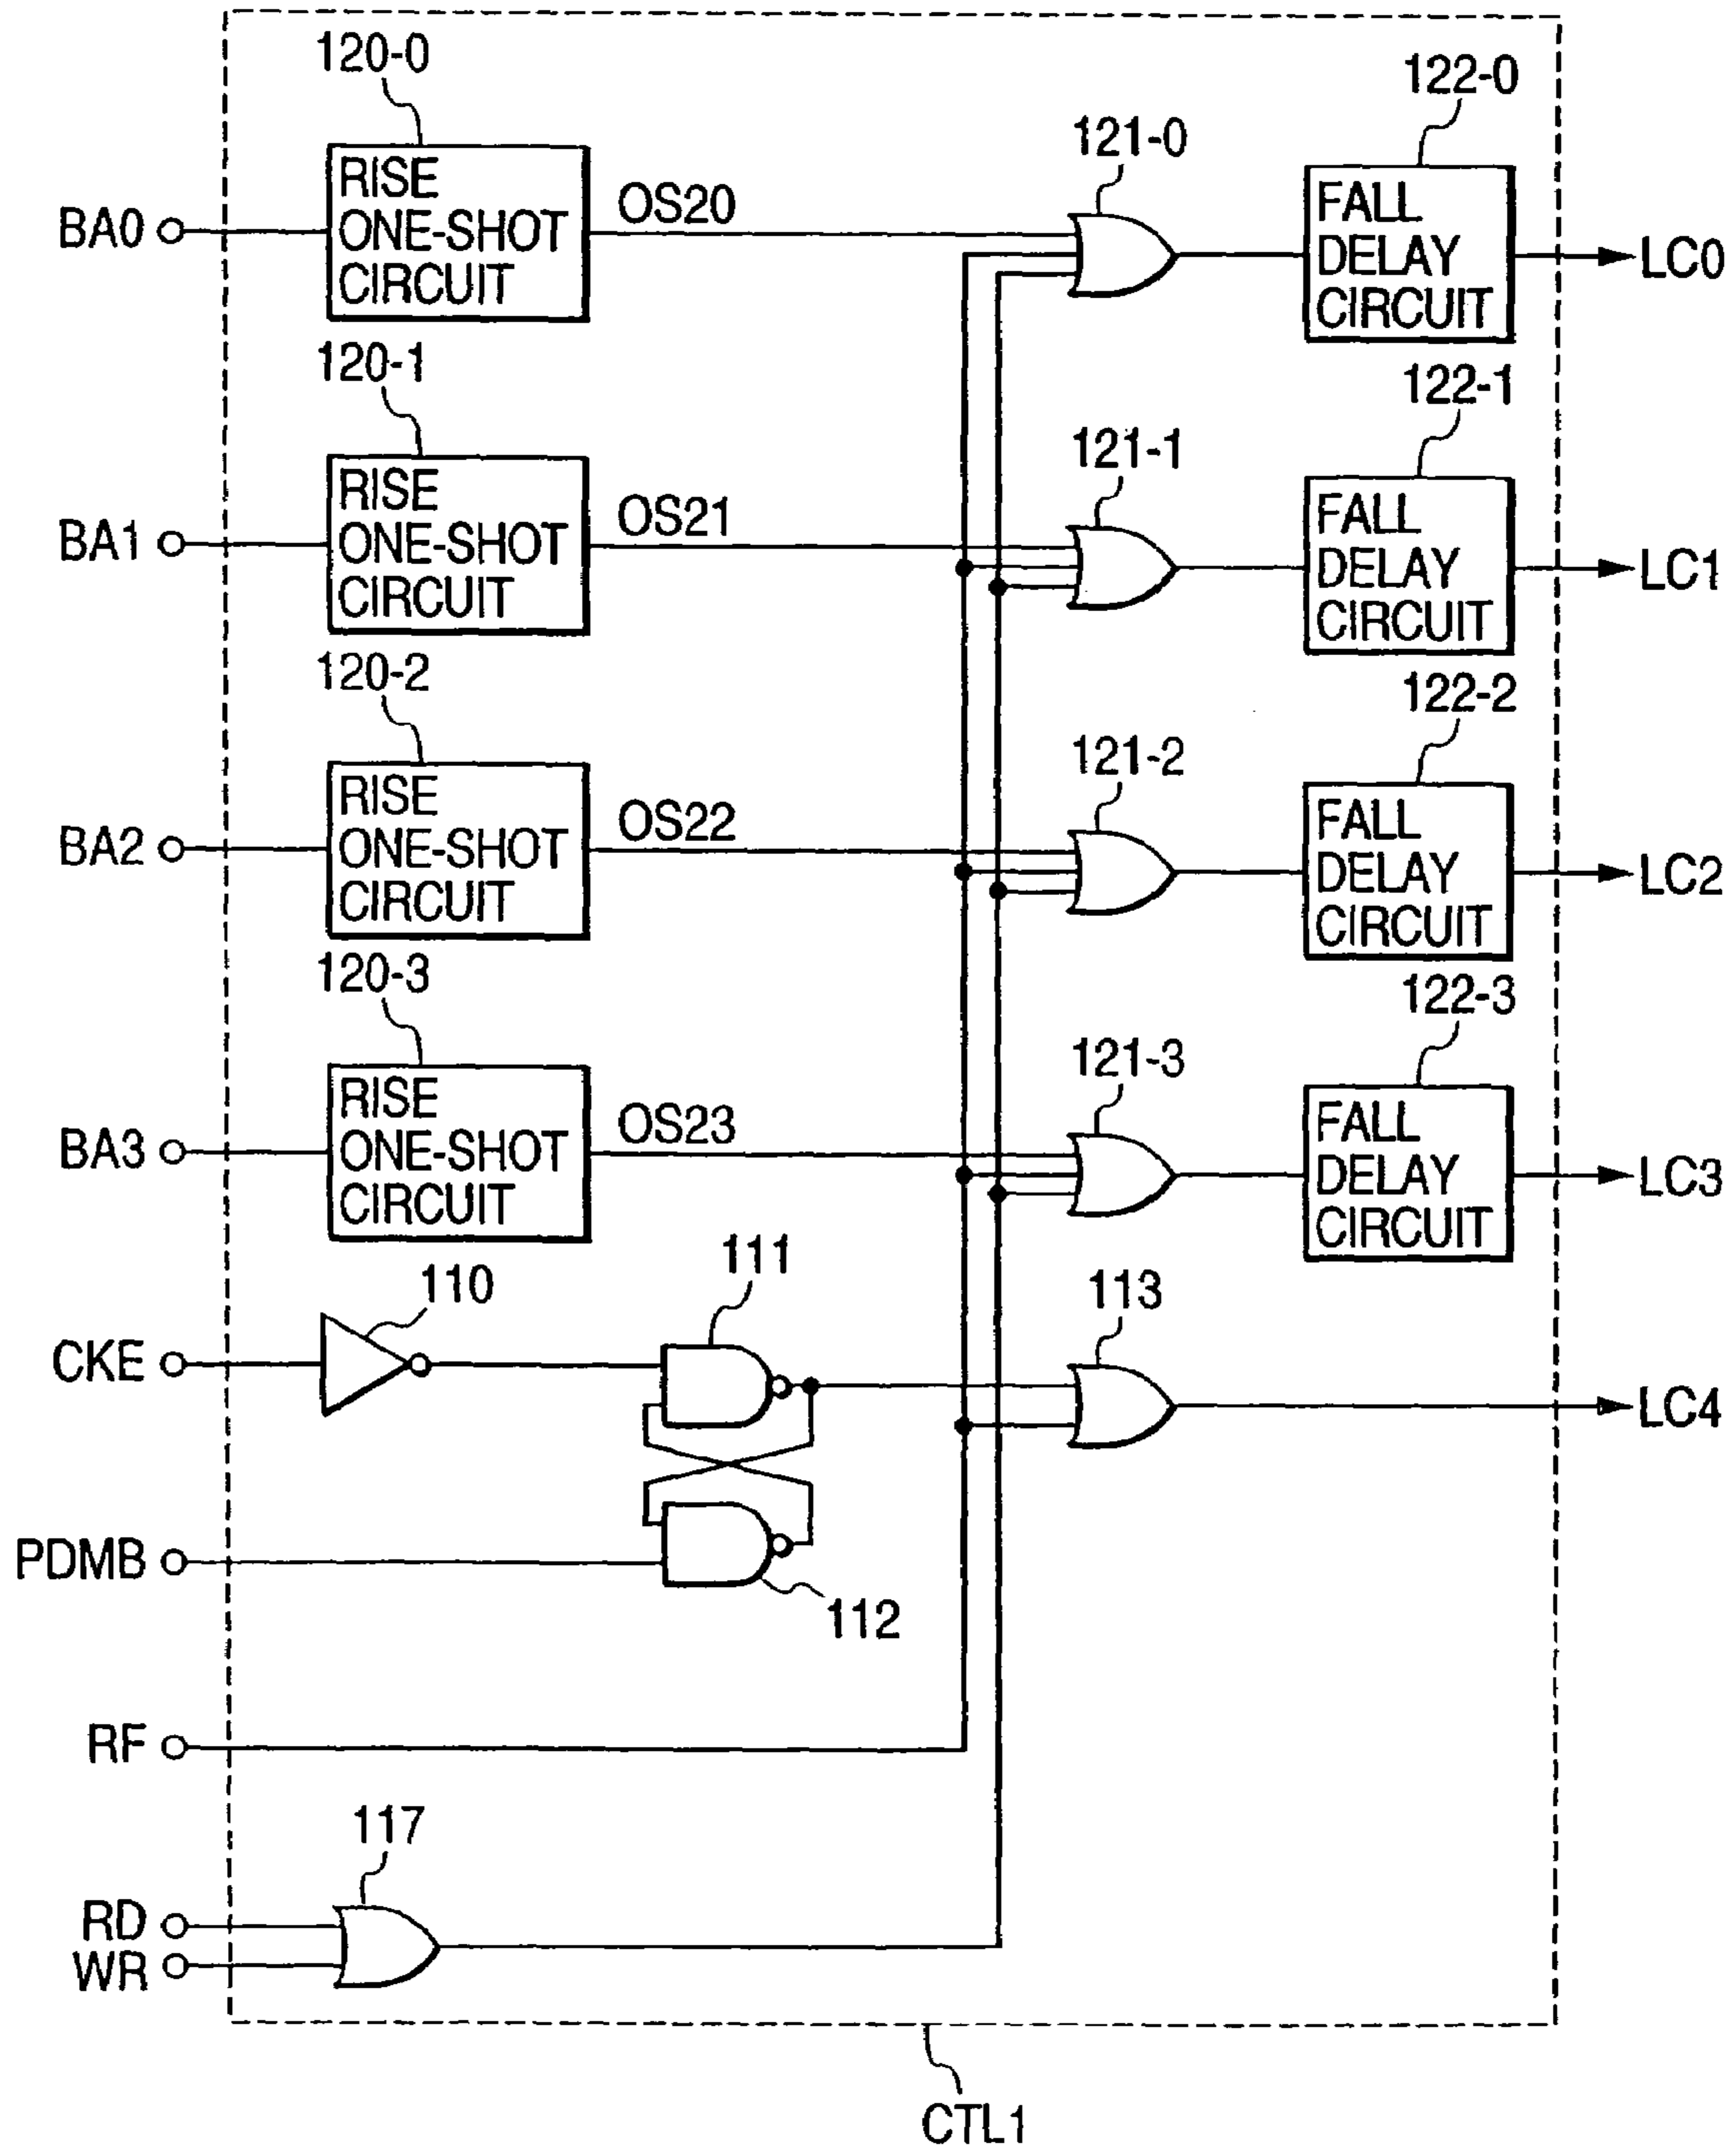 120-0
122-0
121-0
RISE
ONE-SHOT
CIRCUIT
OS20
FALL
DELAY
CIRCUIT
BA0
LC0
120-1
122-1
121-1
RISE
ONE-SHOT
CIRCUIT
OS21
FALL
DELAY
CIRCUIT
BA1
LC1
120-2
122-2
121-2
RISE
ONE-SHOT
CIRCUIT
OS22
FALL
DELAY
CIRCUIT
BA2
LC2
120-3
122-3
121-3
RISE
ONE-SHOT
CIRCUIT
OS23
FALL
DELAY
CIRCUIT
BA3
LC3
110
111
113
CKE
LC4
PDMB
112
RF
117
RD
WR
CTL1